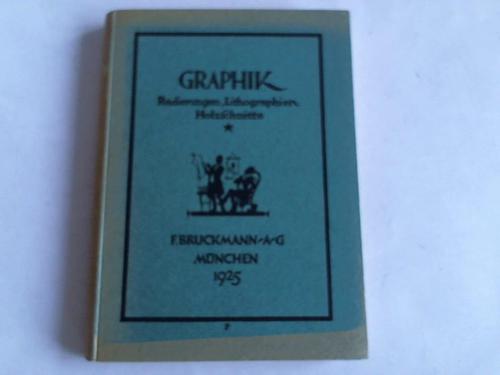 GRAPHIK
Radierungen, Lithographien
Holzschnitte
F. BRUCKMANN-A-G
MÜNCHEN
1925